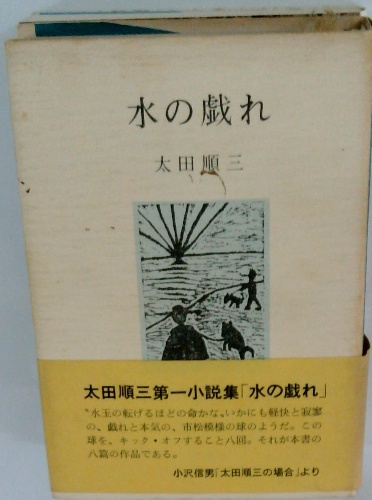 水の戯れ
太田順三
太田順三第一小説集「水の戯れ」
〝水玉の転げるほどの命かな〟いかにも軽快と寂寥
の、戯れと本気の、市松模様の球のようだ。この
球を、キック・オフすること八回。それが本書の
八篇の作品である。
小沢信男「太田順三の場合」より